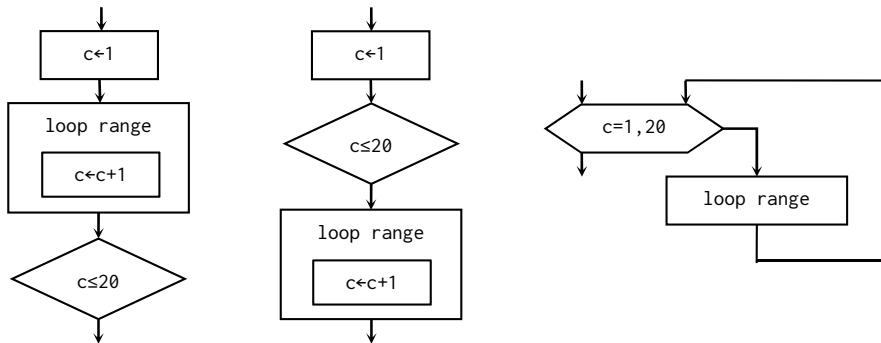 c←1
loop range
c←c+1
c≤20
c←1
c≤20
loop range
c←c+1
c=1,20
loop range